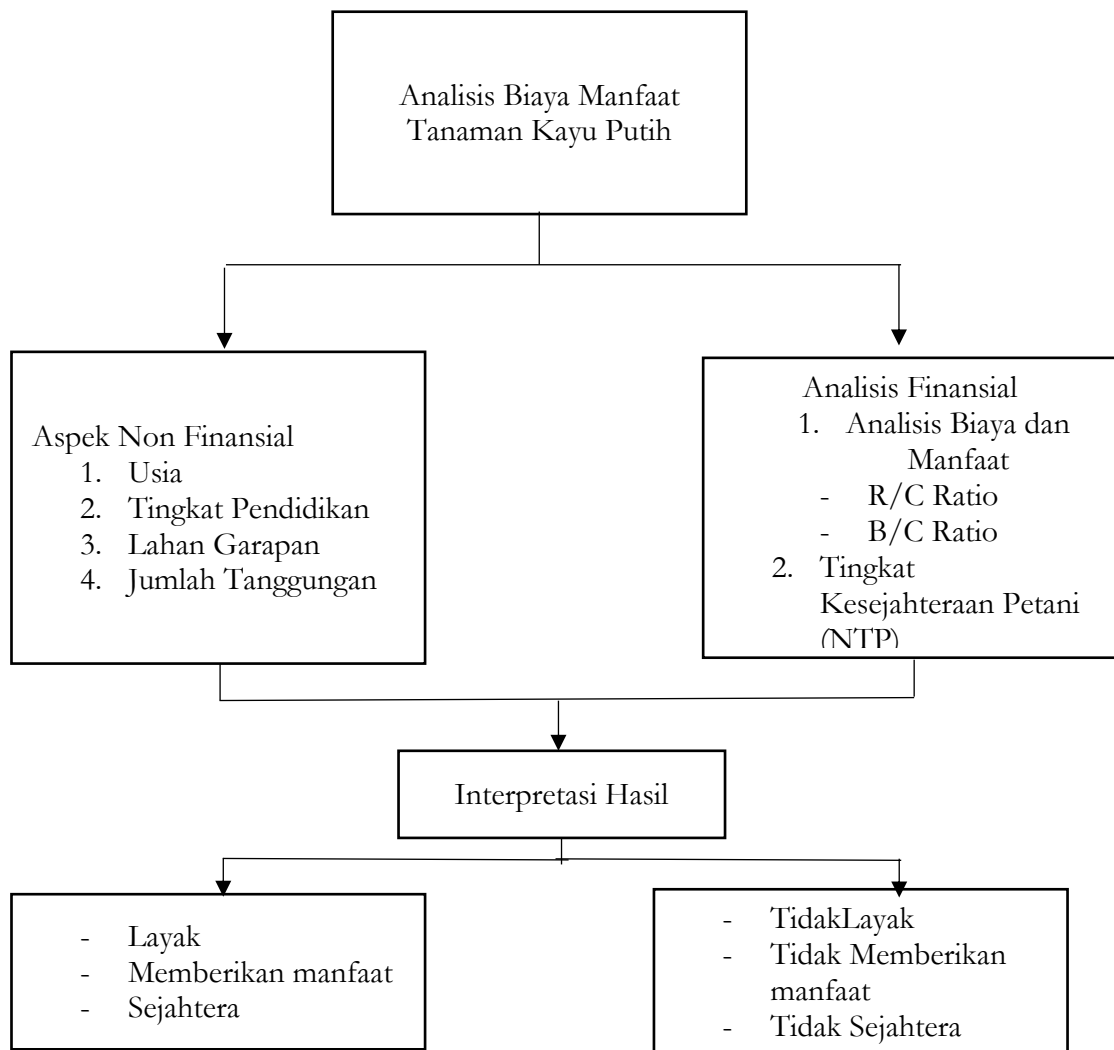 Analisis Biaya Manfaat
Tanaman Kayu Putih
Aspek Non Finansial
1. Usia
2. Tingkat Pendidikan
3. Lahan Garapan
4. Jumlah Tanggungan
Analisis Finansial
1. Analisis Biaya dan
Manfaat
- R/C Ratio
- B/C Ratio
2. Tingkat
Kesejahteraan Petani
(NTP)
Interpretasi Hasil
- Layak
- Memberikan manfaat
- Sejahtera
- TidakLayak
- Tidak Memberikan
manfaat
- Tidak Sejahtera